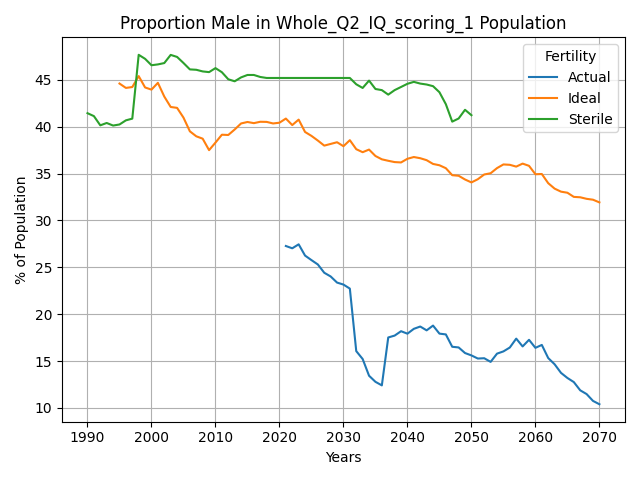 Proportion Male in Whole_Q2_IQ_scoring_1 Population
Fertility
Actual
Ideal
Sterile
% of Population
45
40
35
30
25
20
15
10
1990 2000 2010 2020 2030 2040 2050 2060 2070
Years